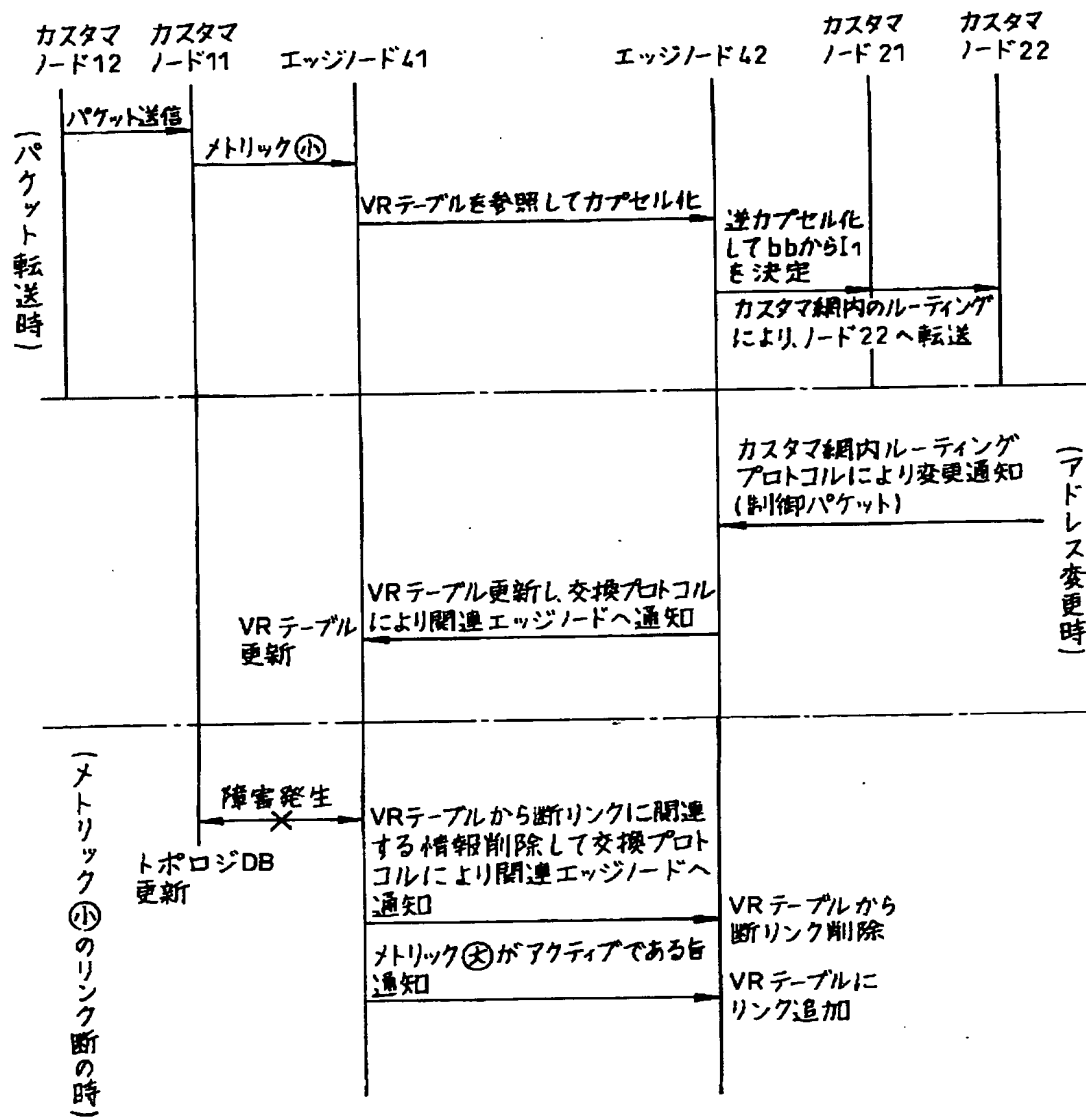 カスタマ
ノード12
カスタマ
ノード11
エッジノード41
エッジノード42
カスタマ
ノード21
カスタマ
ノード22
(パケット転送時)
パケット送信
メトリック小
VRテーブルを参照してカプセル化
逆カプセル化
してbbからI1
を決定
カスタマ網内のルーティング
により、ノード22へ転送
(アドレス変更時)
カスタマ網内ルーティング
プロトコルにより変更通知
(制御パケット)
VRテーブル更新し、交換プロトコル
により関連エッジノードへ通知
VRテーブル
更新
(メトリック小のリンク断の時)
障害発生
トポロジDB
更新
VRテーブルから断リンクに関連
する情報削除して交換プロト
コルにより関連エッジノードへ
通知
VRテーブルから
断リンク削除
メトリック大がアクティブである旨
通知
VRテーブルに
リンク追加